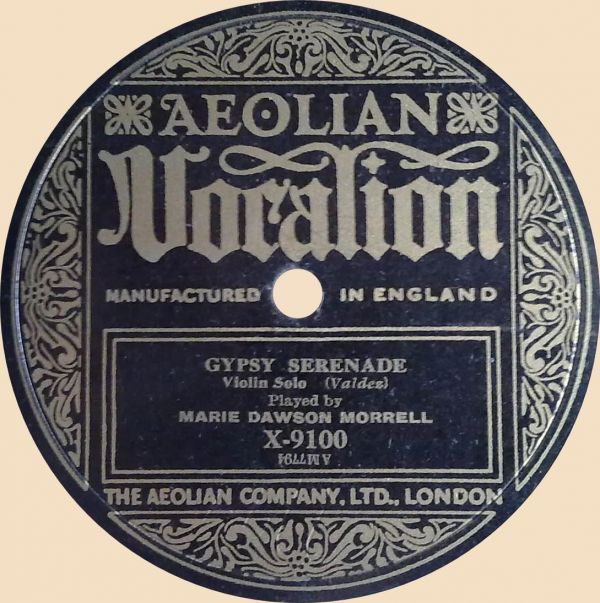 AEOLIAN
Vocalion
MANUFACTURED IN ENGLAND
GYPSY SERENADE
Violin Solo (Valdez)
Played by
MARIE DAWSON MORRELL
X-9100
THE AEOLIAN COMPANY, LTD., LONDON